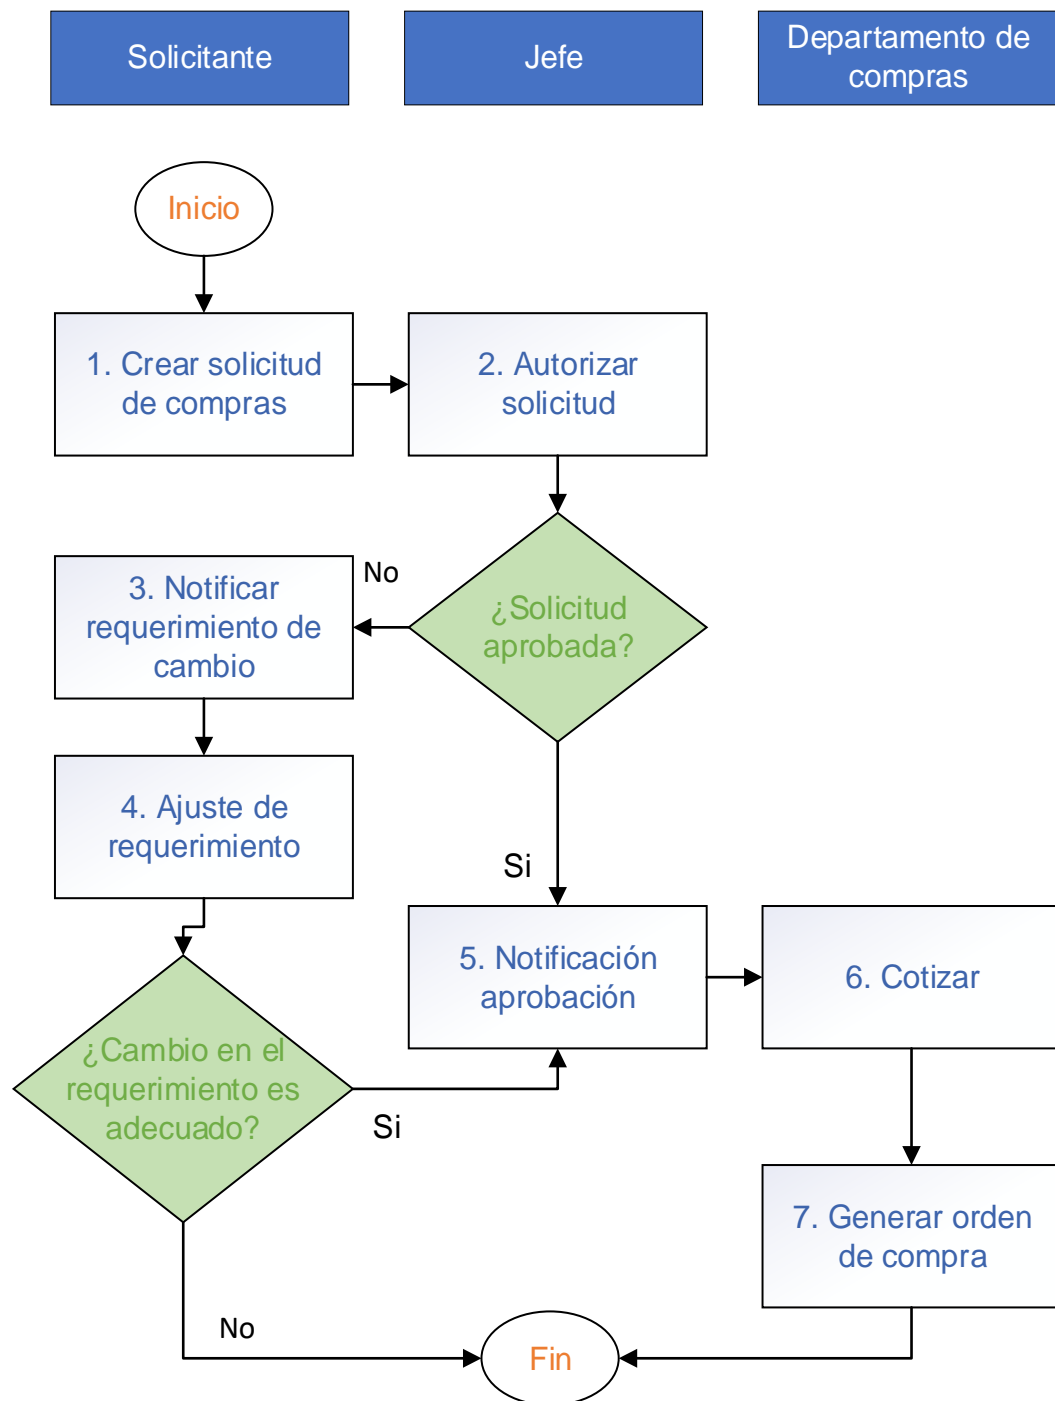 Solicitante
Jefe
Departamento de
compras
Inicio
1. Crear solicitud
de compras
2. Autorizar
solicitud
3. Notificar
requerimiento de
cambio
No
¿Solicitud
aprobada?
4. Ajuste de
requerimiento
Si
5. Notificación
aprobación
6. Cotizar
¿Cambio en el
requerimiento es
adecuado?
Si
7. Generar orden
de compra
No
Fin